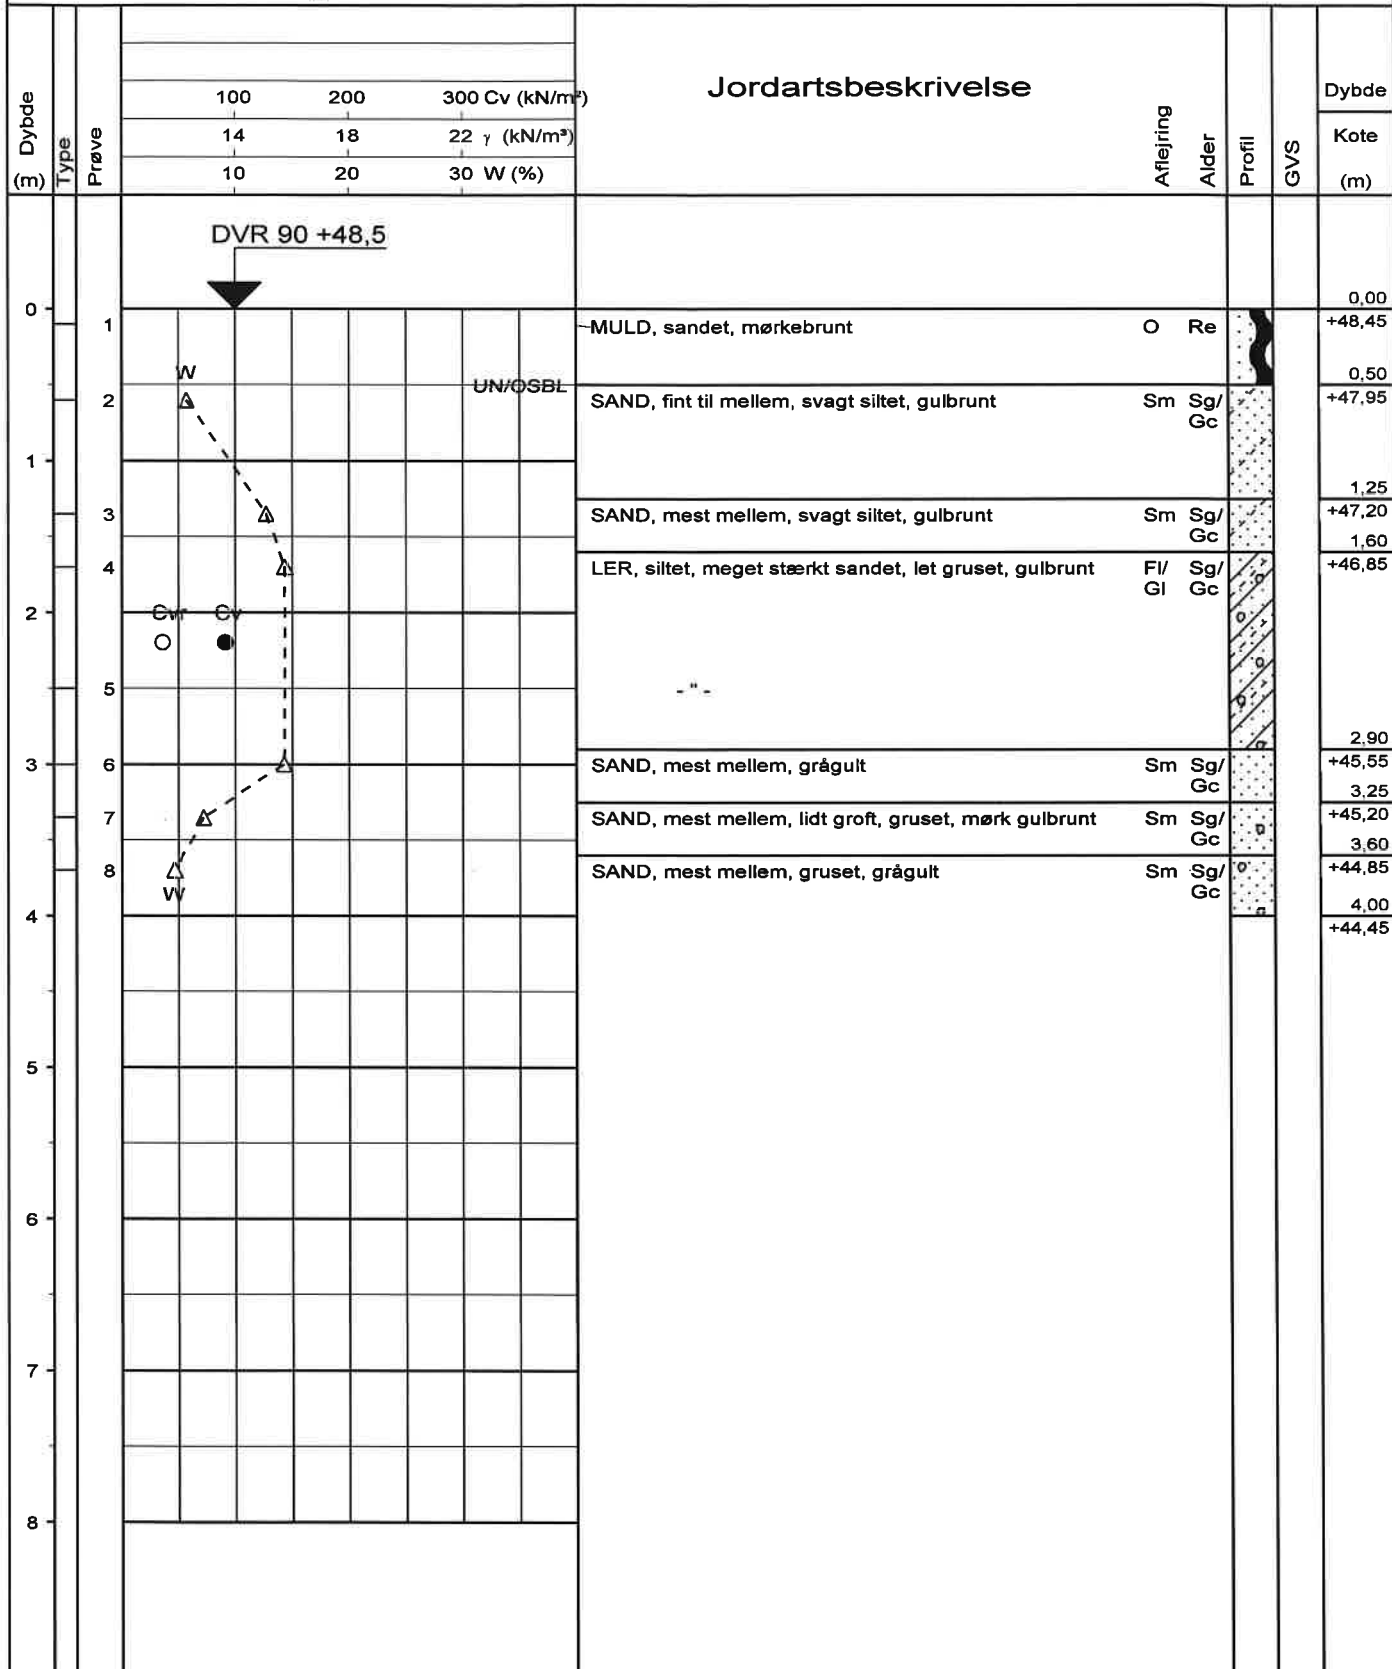 Dybde
(m)
Type
Prøve
100 200 300 Cv (kN/m²)
14 18 22 γ (kN/m³)
10 20 30 W (%)
Jordartsbeskrivelse
Aflejring
Alder
Profil
GVS
Dybde
Kote
(m)
DVR 90 +48,5
0,00
0
1 MULD, sandet, mørkebrunt O Re +48,45
W
UN/OSBL
0,50
2 SAND, fint til mellem, svagt siltet, gulbrunt Sm Sg/ +47,95
Gc
1
1,25
3 SAND, mest mellem, svagt siltet, gulbrunt Sm Sg/ +47,20
Gc
1,60
4 LER, siltet, meget stærkt sandet, let gruset, gulbrunt Fl/ Sg/ +46,85
Gl Gc
2 Cvr Cv
5 - " -
2,90
3 6 SAND, mest mellem, grågult Sm Sg/ +45,55
Gc
3,25
7 SAND, mest mellem, lidt groft, gruset, mørk gulbrunt Sm Sg/ +45,20
Gc
3,60
8 SAND, mest mellem, gruset, grågult Sm Sg/ +44,85
Gc
W
4,00
4
+44,45
5
6
7
8